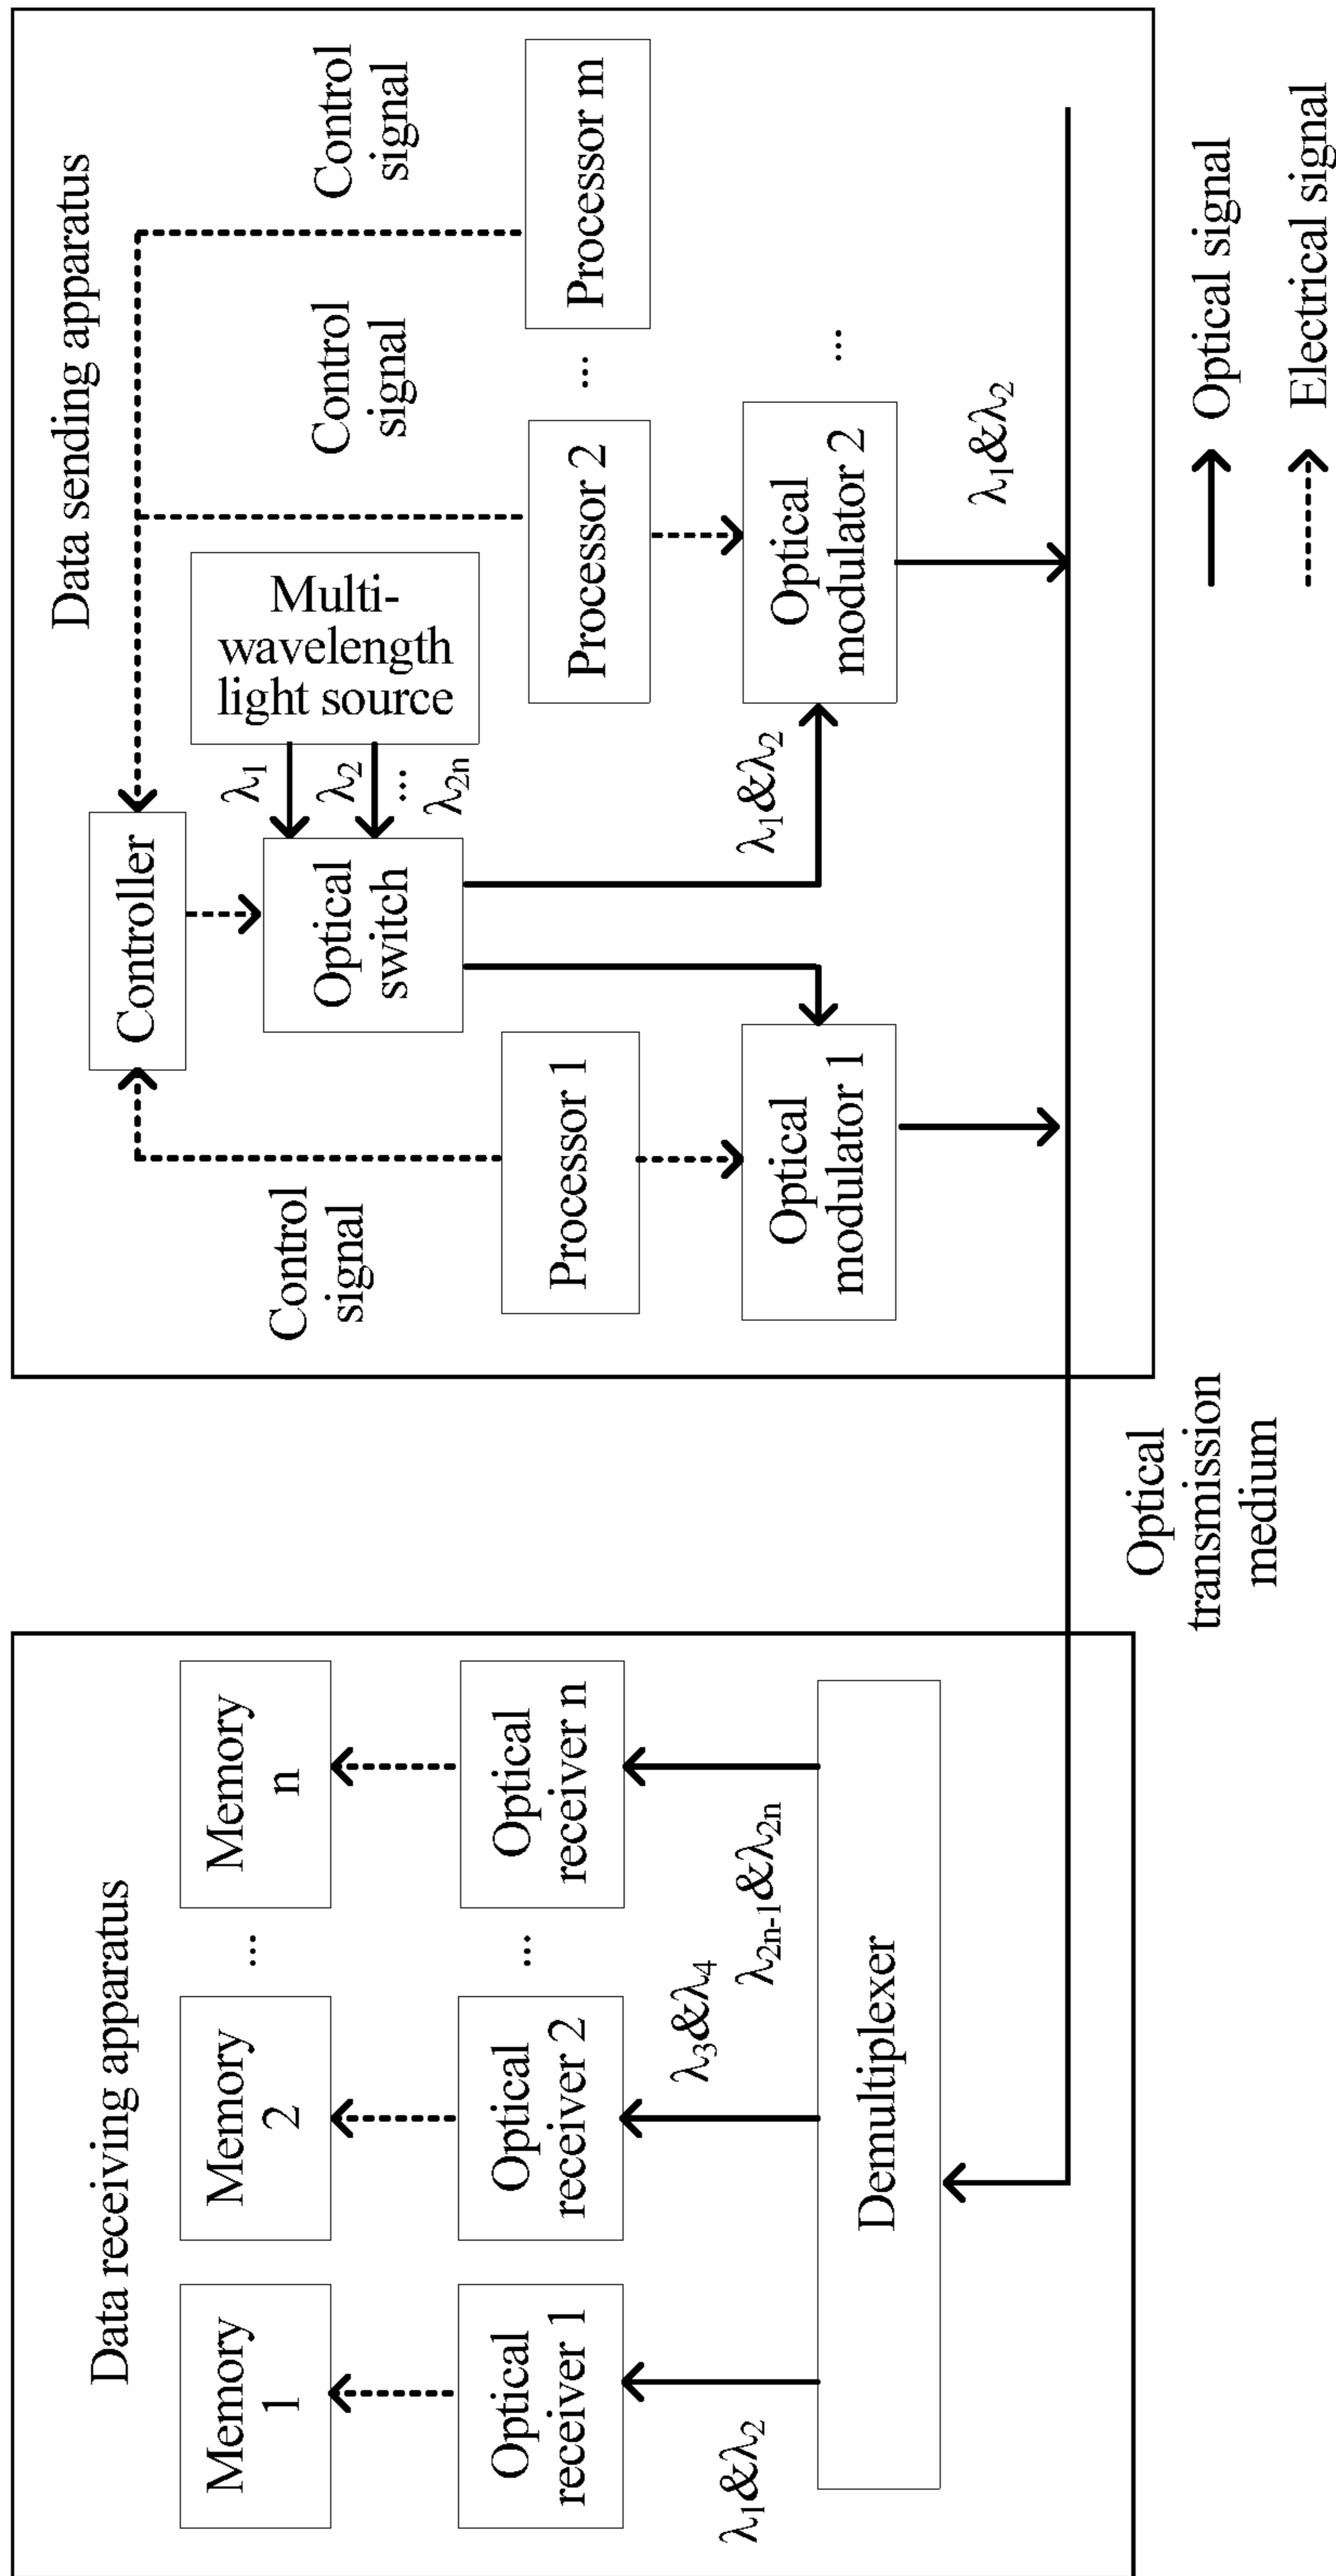 Data receiving apparatus
Memory
1
Memory
2
...
Memory
n
Optical
receiver 1
Optical
receiver 2
...
Optical
receiver n
λ1&λ2
λ3&λ4
λ2n-1&λ2n
Demultiplexer
Optical
transmission
medium
Data sending apparatus
Controller
Control
signal
Control
signal
Control
signal
Multi-
wavelength
light source
λ1
λ2
...
λ2n
Optical
switch
Processor 1
Processor 2
...
Processor m
λ1&λ2
Optical
modulator 1
Optical
modulator 2
...
λ1&λ2
Optical signal
Electrical signal